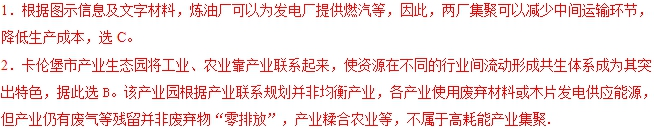 1．根据图示信息及文字材料，炼油厂可以为发电厂提供燃汽等，因此，两厂集聚可以减少中间运输环节，
降低生产成本，选 C。
2．卡伦堡市产业生态园将工业、农业靠产业联系起来，使资源在不同的行业间流动形成共生体系成为其突
出特色，据此选 B。该产业园根据产业联系规划并非均衡产业，各产业使用废弃材料或木片发电供应能源，
但产业仍有废气等残留并非废弃物“零排放”，产业糅合农业等，不属于高耗能产业集聚．